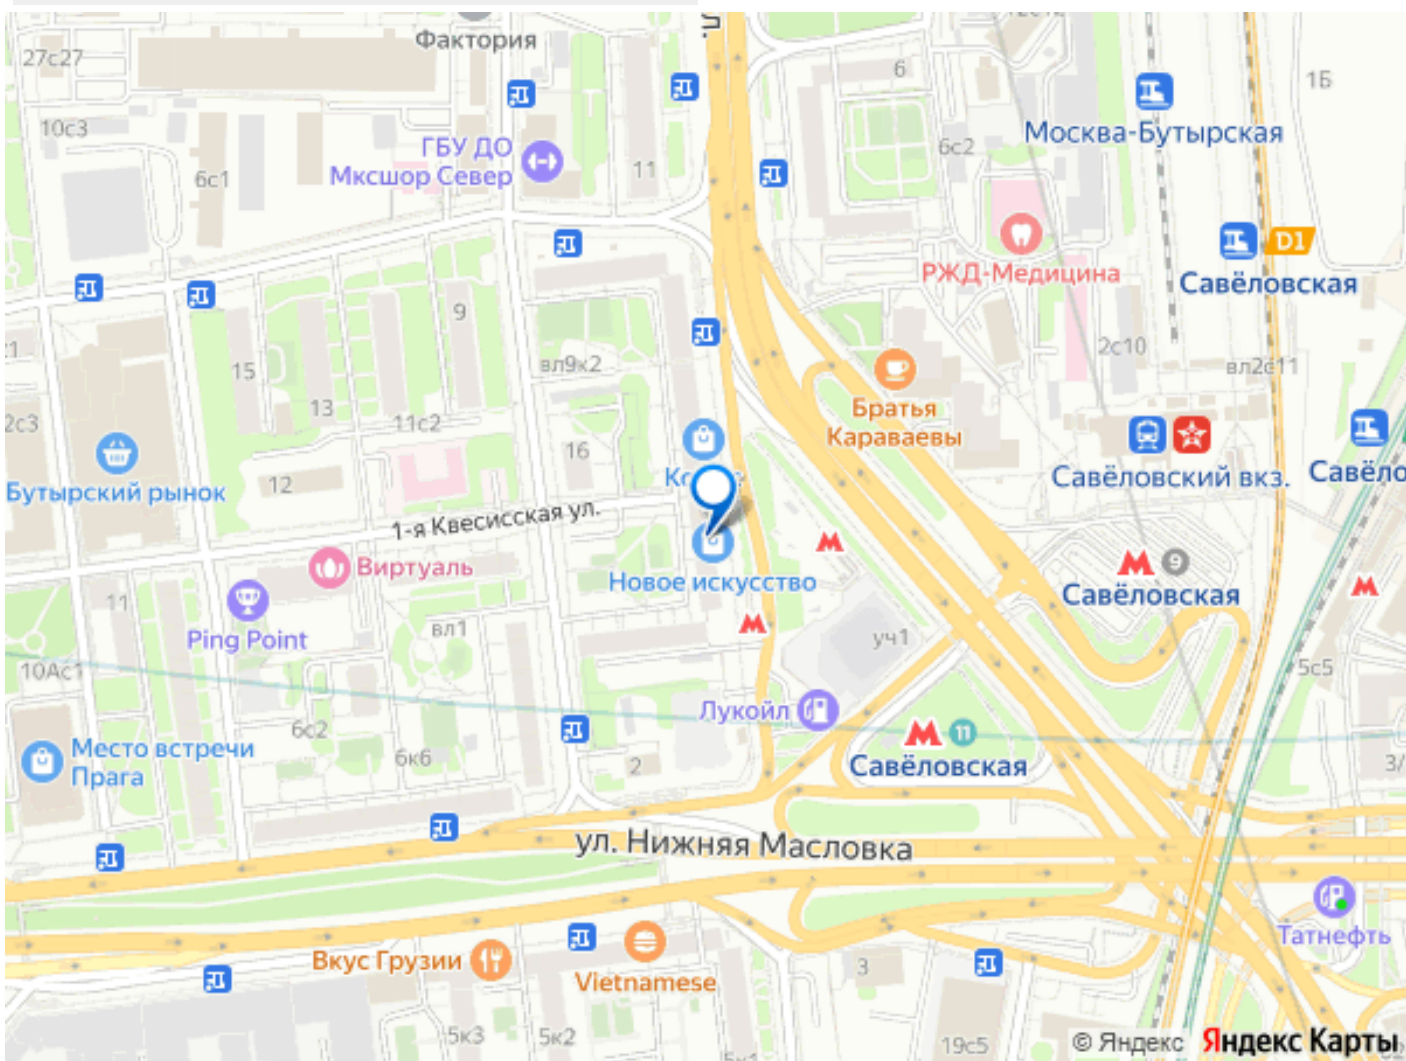 Фактория
27с27
6
1Б
10с3
Москва-Бутырская
ГБУ ДО
Мксшор Север
11
6с2
6с1
D1
РЖД-Медицина
Савёловская
9
2с10
вл2с11
15
вл9к2
13
11с2
Братья
Караваевы
2с3
16
Савёловский вкз.
Бутырский рынок
12
1-я Квесисская ул.
9
Виртуаль
Новое искусство
Савёловская
11
Ping Point
вл1
уч1
10Ас1
5с5
Лукойл
6с2
11
Место встречи
Прага
6к6
2
Савёловская
3/
ул. Нижняя Масловка
Татнефть
Вкус Грузии
3
Vietnamese
5к3
5к2
19с5
© Яндекс Яндекс Карты